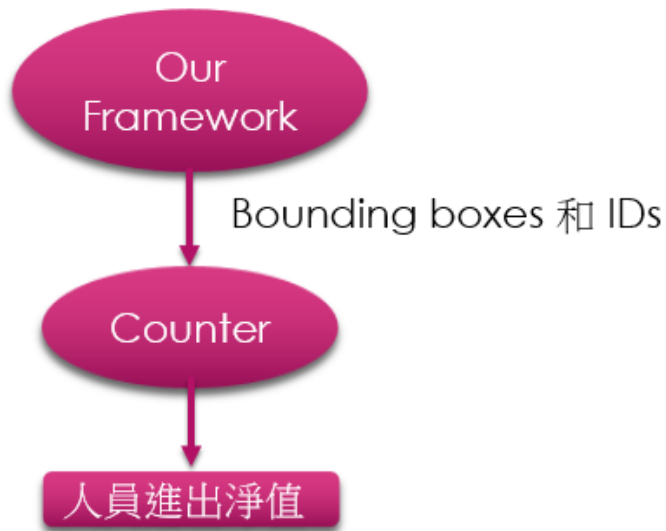 Our
Framework
Bounding boxes 和 IDs
Counter
人員進出淨值